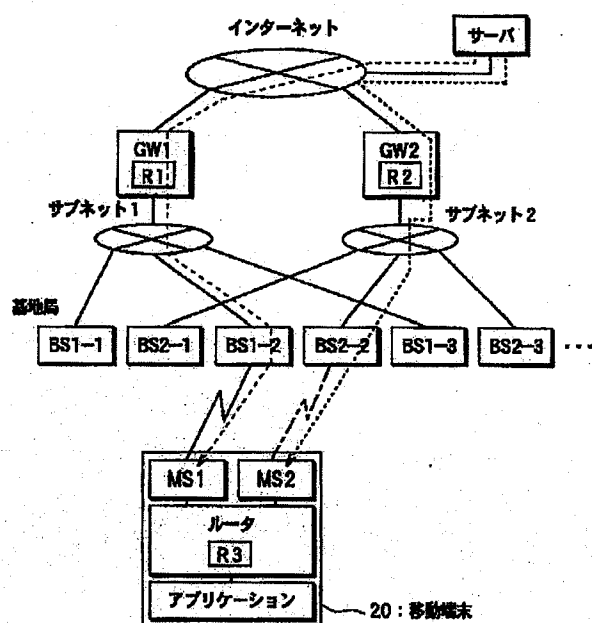 インターネット
サーバ
GW1
R1
GW2
R2
サブネット1
サブネット2
基地局
BS1-1
BS2-1
BS1-2
BS2-2
BS1-3
BS2-3
...
MS1
MS2
ルータ
R3
アプリケーション
20:移動端末